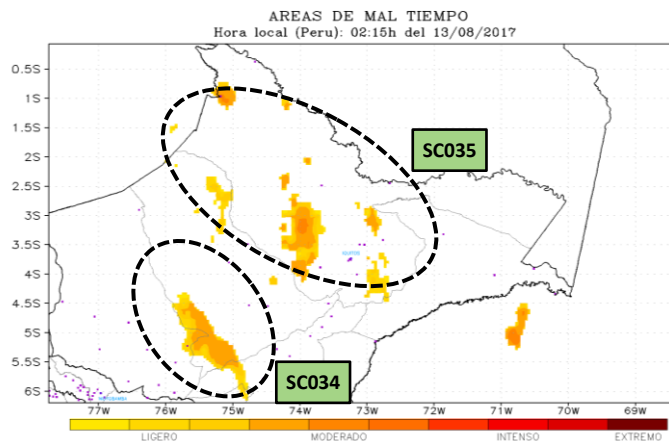 AREAS DE MAL TIEMPO
Hora local (Peru): 02:15h del 13/08/2017
0.5S
1S
1.5S
2S
2.5S
3S
3.5S
4S
4.5S
5S
5.5S
6S
SC035
SC034
77W
76W
75W
74W
73W
72W
71W
70W
69W
LIGERO
MODERADO
INTENSO
EXTREMO